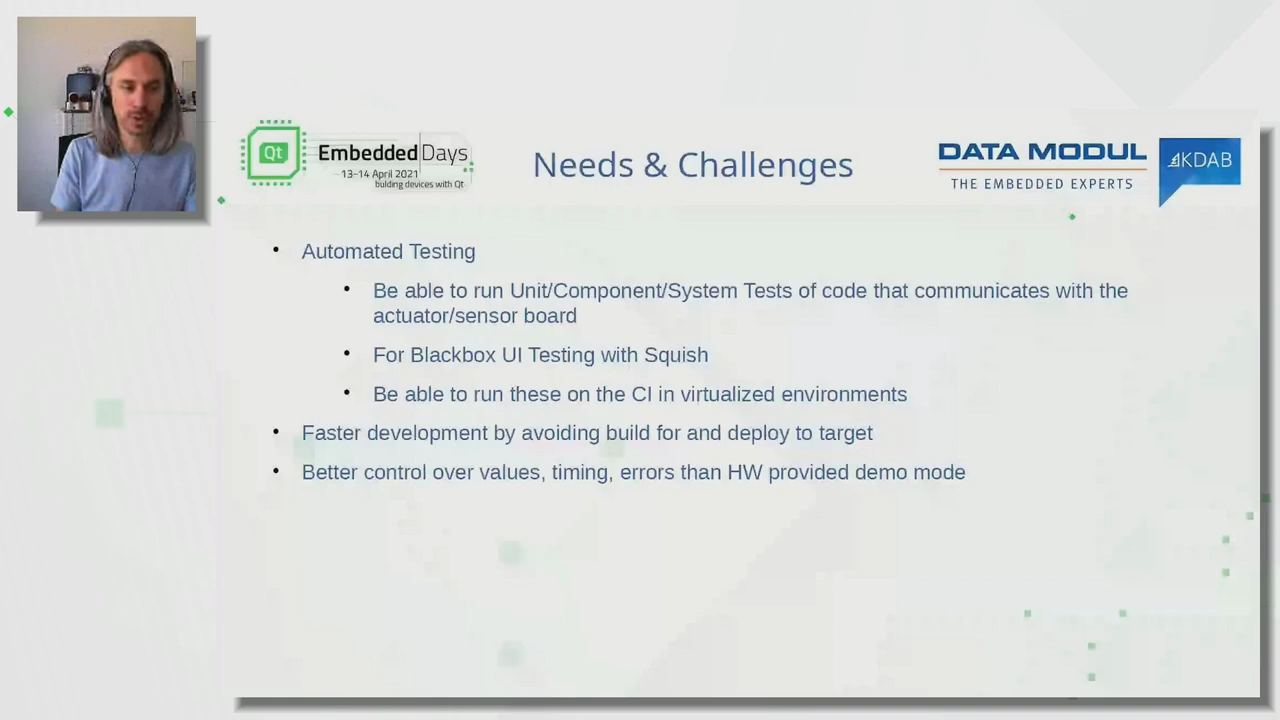 Qt
Embedded Days
13-14 April 2021
building devices with Qt
Needs & Challenges
DATA MODUL
THE EMBEDDED EXPERTS
KDAB
Automated Testing
Be able to run Unit/Component/System Tests of code that communicates with the
actuator/sensor board
For Blackbox UI Testing with Squish
Be able to run these on the CI in virtualized environments
Faster development by avoiding build for and deploy to target
Better control over values, timing, errors than HW provided demo mode